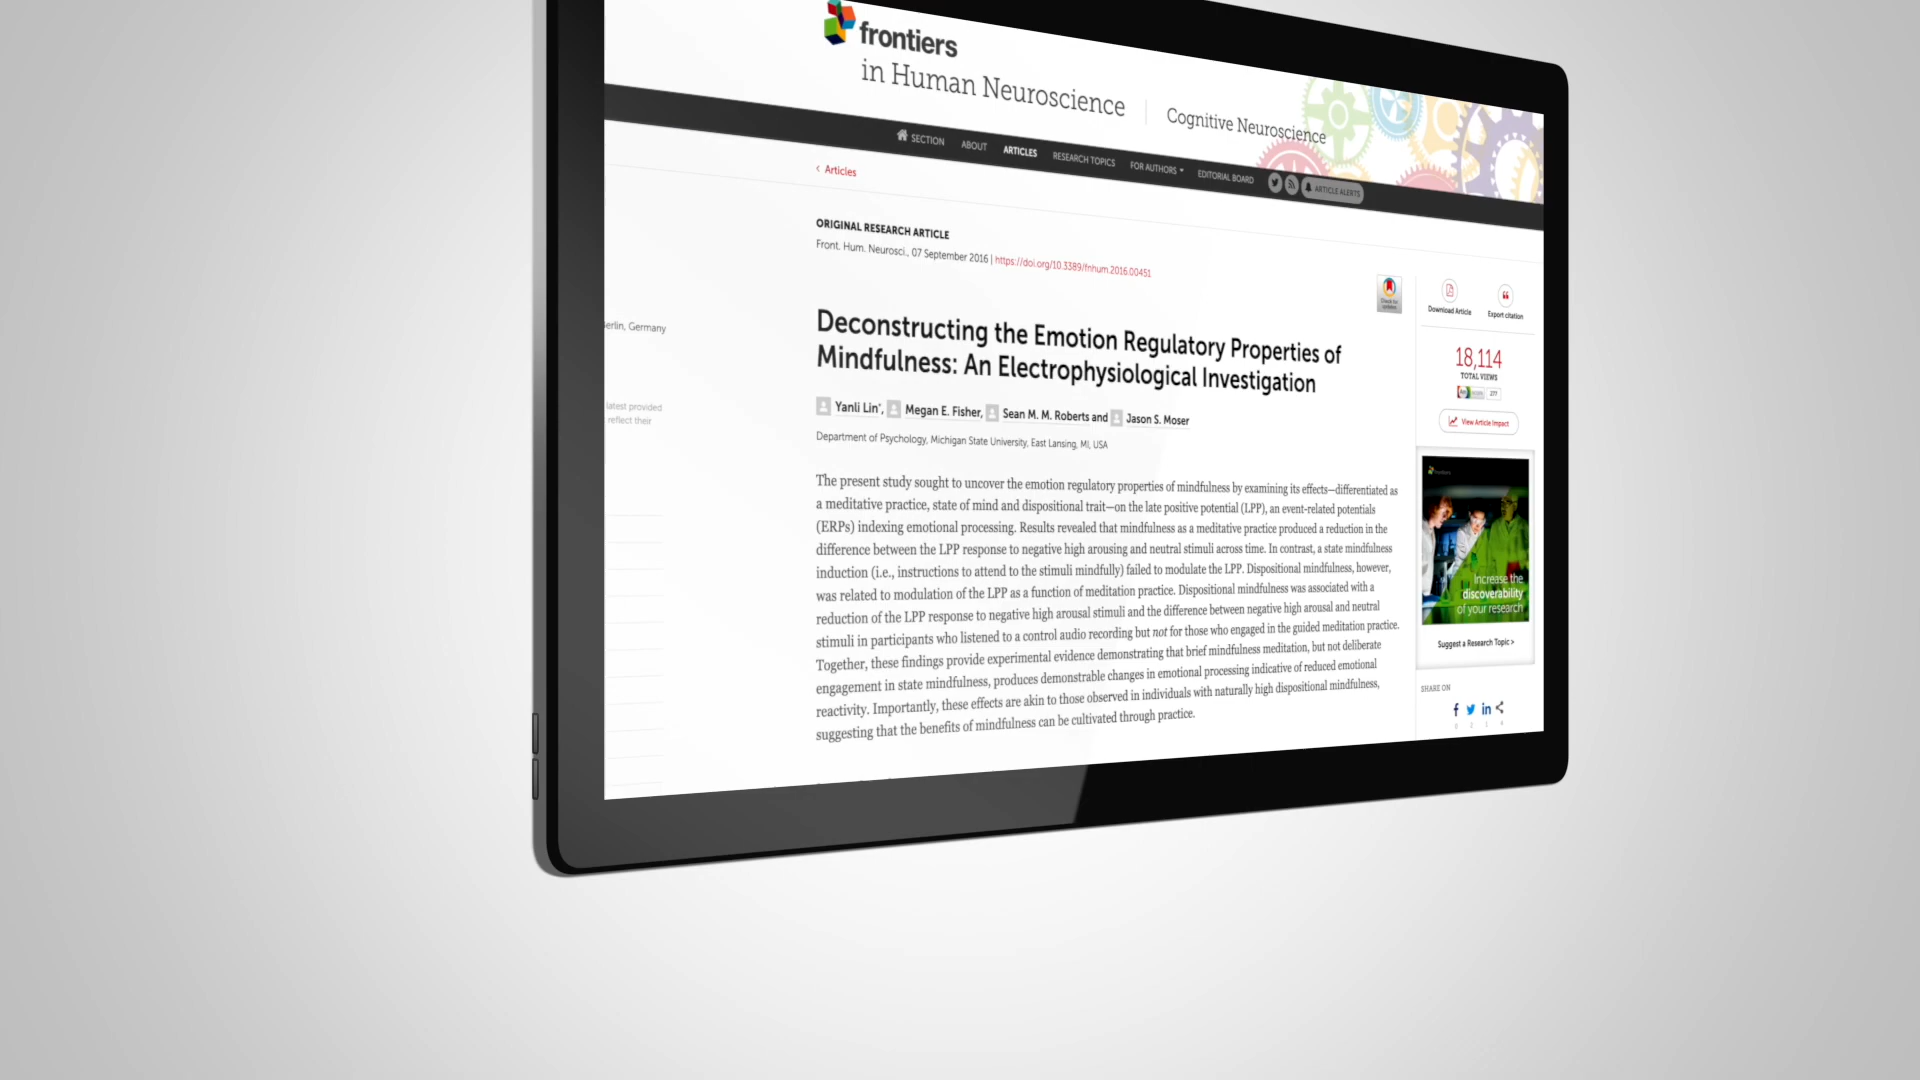 frontiers
in Human Neuroscience
Cognitive Neuroscience
SECTION ABOUT ARTICLES RESEARCH TOPICS FOR AUTHORS EDITORIAL BOARD ARTICLE ALERTS
‹ Articles
ORIGINAL RESEARCH ARTICLE
Front. Hum. Neurosci., 07 September 2016 | https://doi.org/10.3389/fnhum.2016.00451
Check for
updates
Deconstructing the Emotion Regulatory Properties of
Mindfulness: An Electrophysiological Investigation
Yanli Lin*, Megan E. Fisher, Sean M. M. Roberts and Jason S. Moser
Department of Psychology, Michigan State University, East Lansing, MI, USA
The present study sought to uncover the emotion regulatory properties of mindfulness by examining its effects—differentiated as
a meditative practice, state of mind and dispositional trait—on the late positive potential (LPP), an event-related potentials
(ERPs) indexing emotional processing. Results revealed that mindfulness as a meditative practice produced a reduction in the
difference between the LPP response to negative high arousing and neutral stimuli across time. In contrast, a state mindfulness
induction (i.e., instructions to attend to the stimuli mindfully) failed to modulate the LPP. Dispositional mindfulness, however,
was related to modulation of the LPP as a function of meditation practice. Dispositional mindfulness was associated with a
reduction of the LPP response to negative high arousal stimuli and the difference between negative high arousal and neutral
stimuli in participants who listened to a control audio recording but not for those who engaged in the guided meditation practice.
Together, these findings provide experimental evidence demonstrating that brief mindfulness meditation, but not deliberate
engagement in state mindfulness, produces demonstrable changes in emotional processing indicative of reduced emotional
reactivity. Importantly, these effects are akin to those observed in individuals with naturally high dispositional mindfulness,
suggesting that the benefits of mindfulness can be cultivated through practice.
erlin, Germany
latest provided
reflect their
Download Article Export citation
18,114
TOTAL VIEWS
277
View Article Impact
frontiers
Increase the
discoverability
of your research
Suggest a Research Topic >
SHARE ON